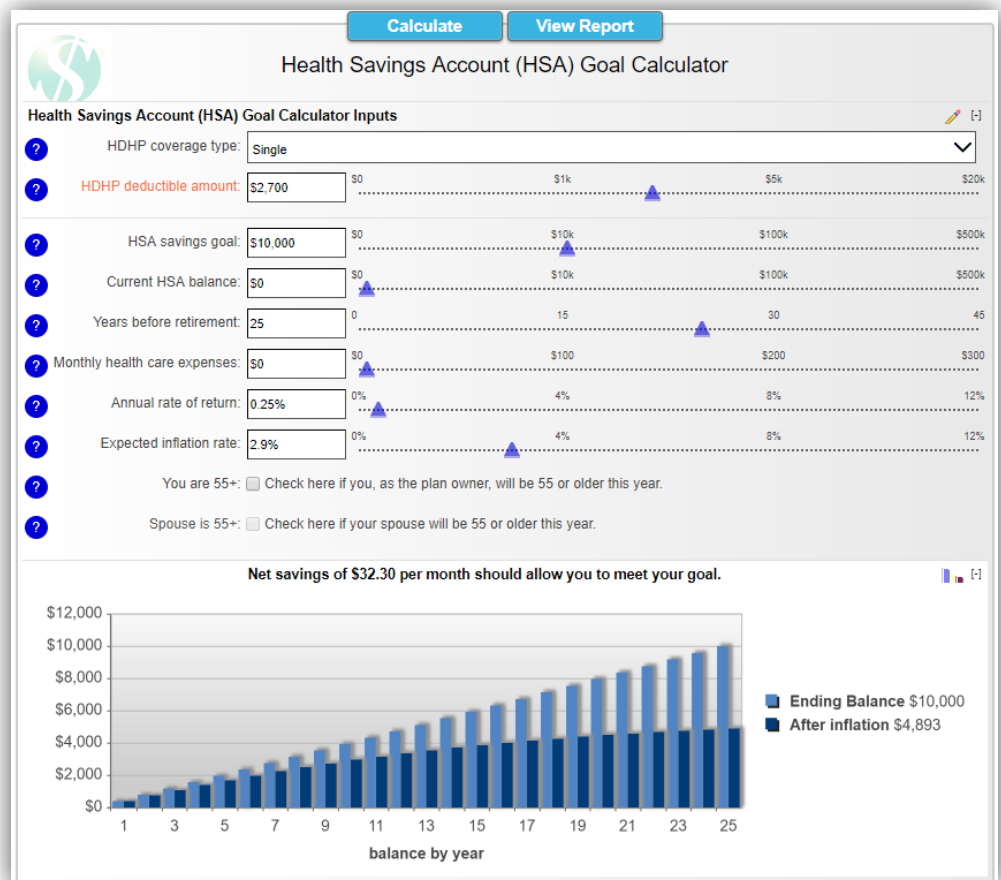 Calculate View Report
Health Savings Account (HSA) Goal Calculator
Health Savings Account (HSA) Goal Calculator Inputs [-]
? HDHP coverage type: Single
? HDHP deductible amount: $2,700 $0 $1k $5k $20k
? HSA savings goal: $10,000 $0 $10k $100k $500k
? Current HSA balance: $0 $0 $10k $100k $500k
? Years before retirement: 25 0 15 30 45
? Monthly health care expenses: $0 $0 $100 $200 $300
? Annual rate of return: 0.25% 0% 4% 8% 12%
? Expected inflation rate: 2.9% 0% 4% 8% 12%
? You are 55+: Check here if you, as the plan owner, will be 55 or older this year.
? Spouse is 55+: Check here if your spouse will be 55 or older this year.
Net savings of $32.30 per month should allow you to meet your goal. [-]
$12,000
$10,000
$8,000
$6,000
$4,000
$2,000
$0
Ending Balance $10,000
After inflation $4,893
1 3 5 7 9 11 13 15 17 19 21 23 25
balance by year